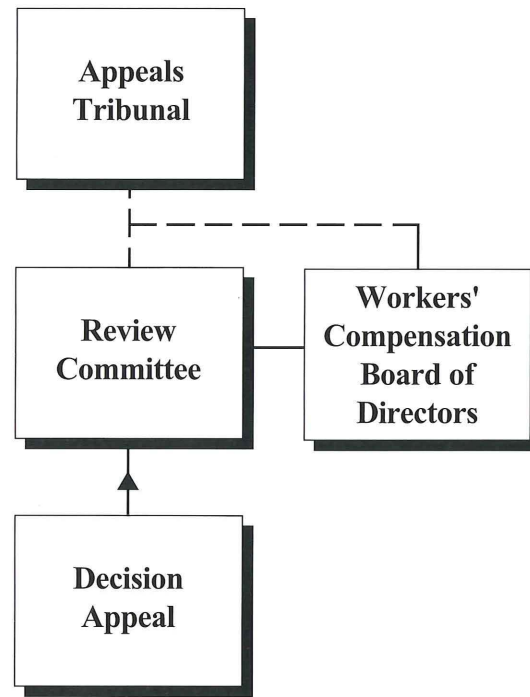 Appeals
Tribunal
Review
Committee
Workers'
Compensation
Board of
Directors
Decision
Appeal